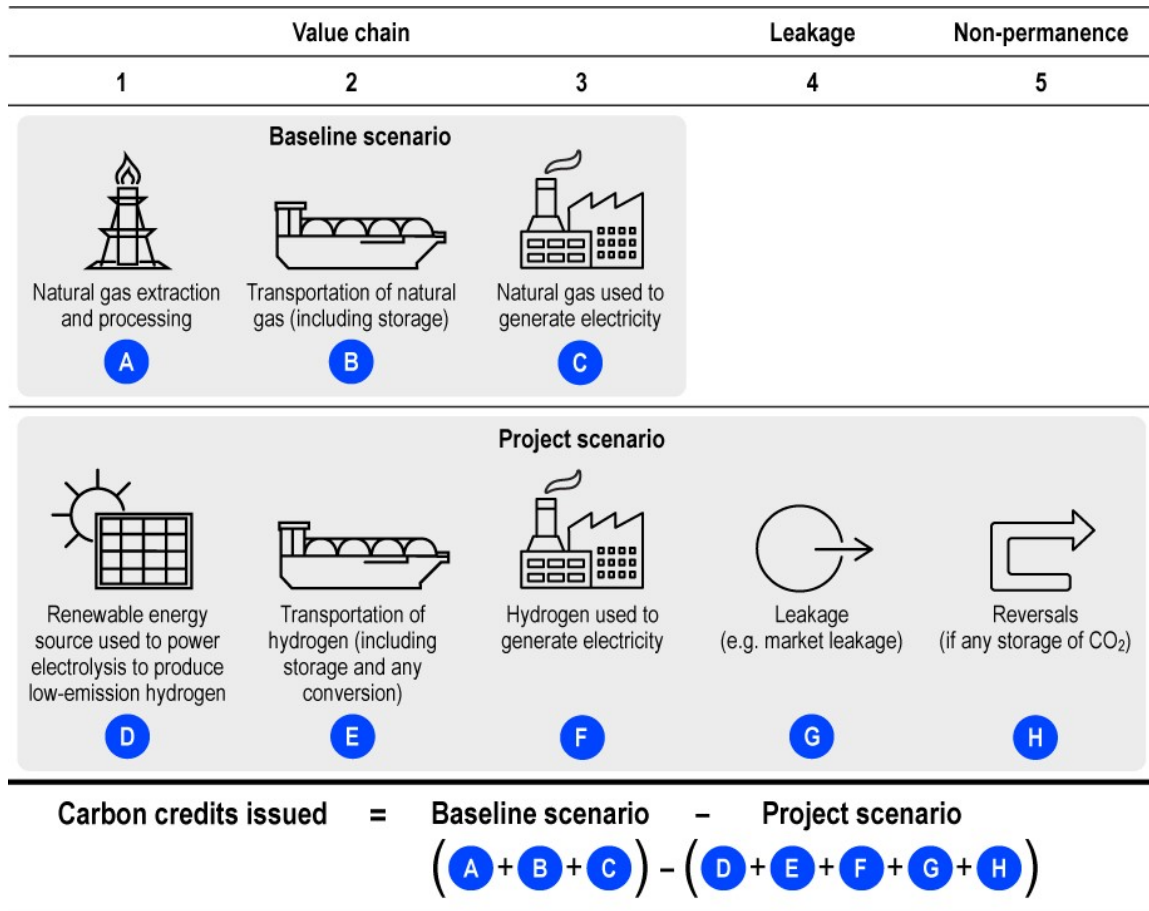 Value chain Leakage Non-permanence
1 2 3 4 5
Baseline scenario
Natural gas extraction
and processing
A
Transportation of natural
gas (including storage)
B
Natural gas used to
generate electricity
C
Project scenario
Renewable energy
source used to power
electrolysis to produce
low-emission hydrogen
D
Transportation of
hydrogen (including
storage and any
conversion)
E
Hydrogen used to
generate electricity
F
Leakage
(e.g. market leakage)
G
Reversals
(if any storage of CO₂)
H
Carbon credits issued = Baseline scenario – Project scenario
(A + B + C) – (D + E + F + G + H)